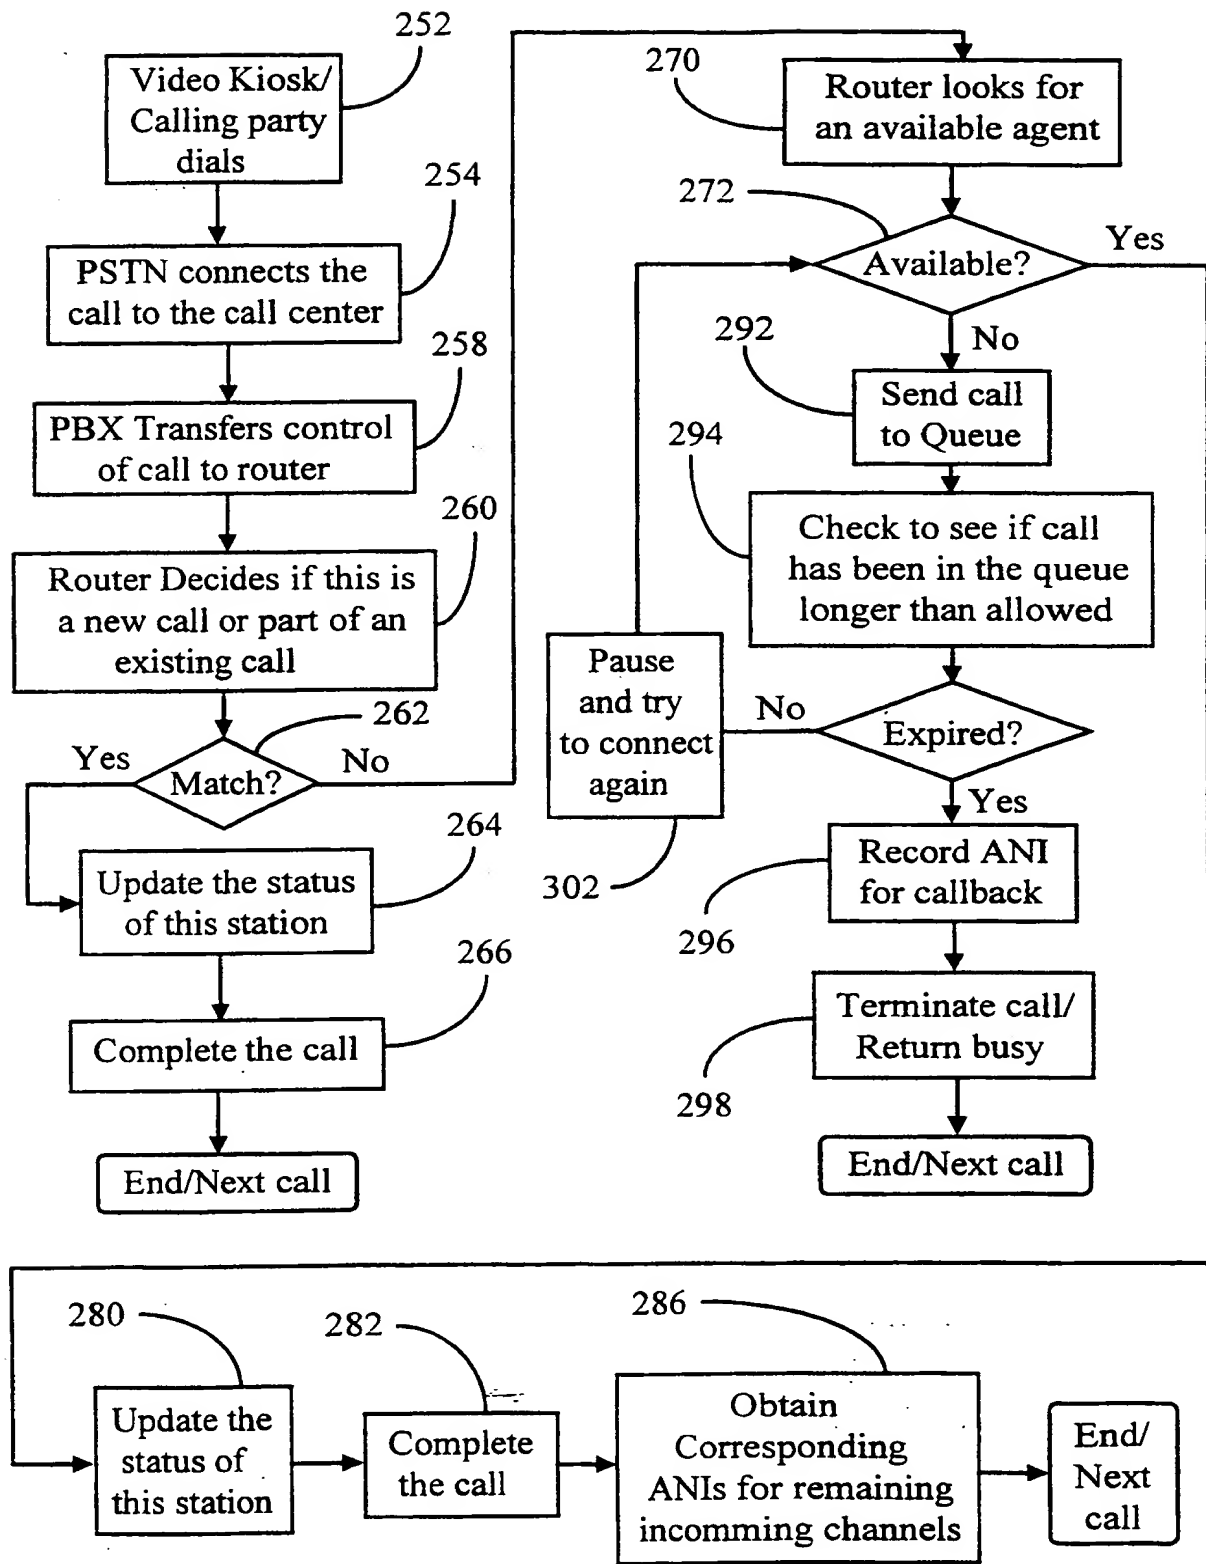 252
Video Kiosk/
Calling party
dials
254
PSTN connects the
call to the call center
258
PBX Transfers control
of call to router
260
Router Decides if this is
a new call or part of an
existing call
262
Yes
Match?
No
264
Update the status
of this station
266
Complete the call
End/Next call
270
Router looks for
an available agent
272
Available?
Yes
No
292
Send call
to Queue
294
Check to see if call
has been in the queue
longer than allowed
Pause
and try
to connect
again
302
No
Expired?
Yes
Record ANI
for callback
296
Terminate call/
Return busy
298
End/Next call
280
Update the
status of
this station
282
Complete
the call
286
Obtain
Corresponding
ANIs for remaining
incomming channels
End/
Next
call